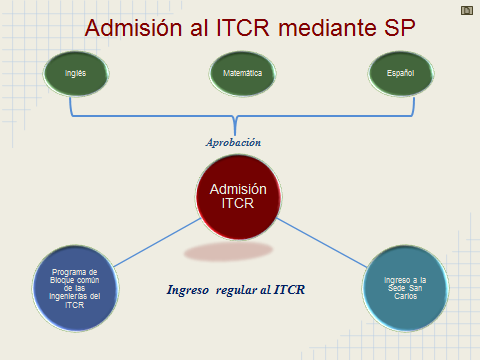 Admisión al ITCR mediante SP
Inglés
Matemática
Español
Aprobación
Admisión
ITCR
Programa de
Bloque común
de las
Ingenierías del
ITCR
Ingreso regular al ITCR
Ingreso a la
Sede San
Carlos